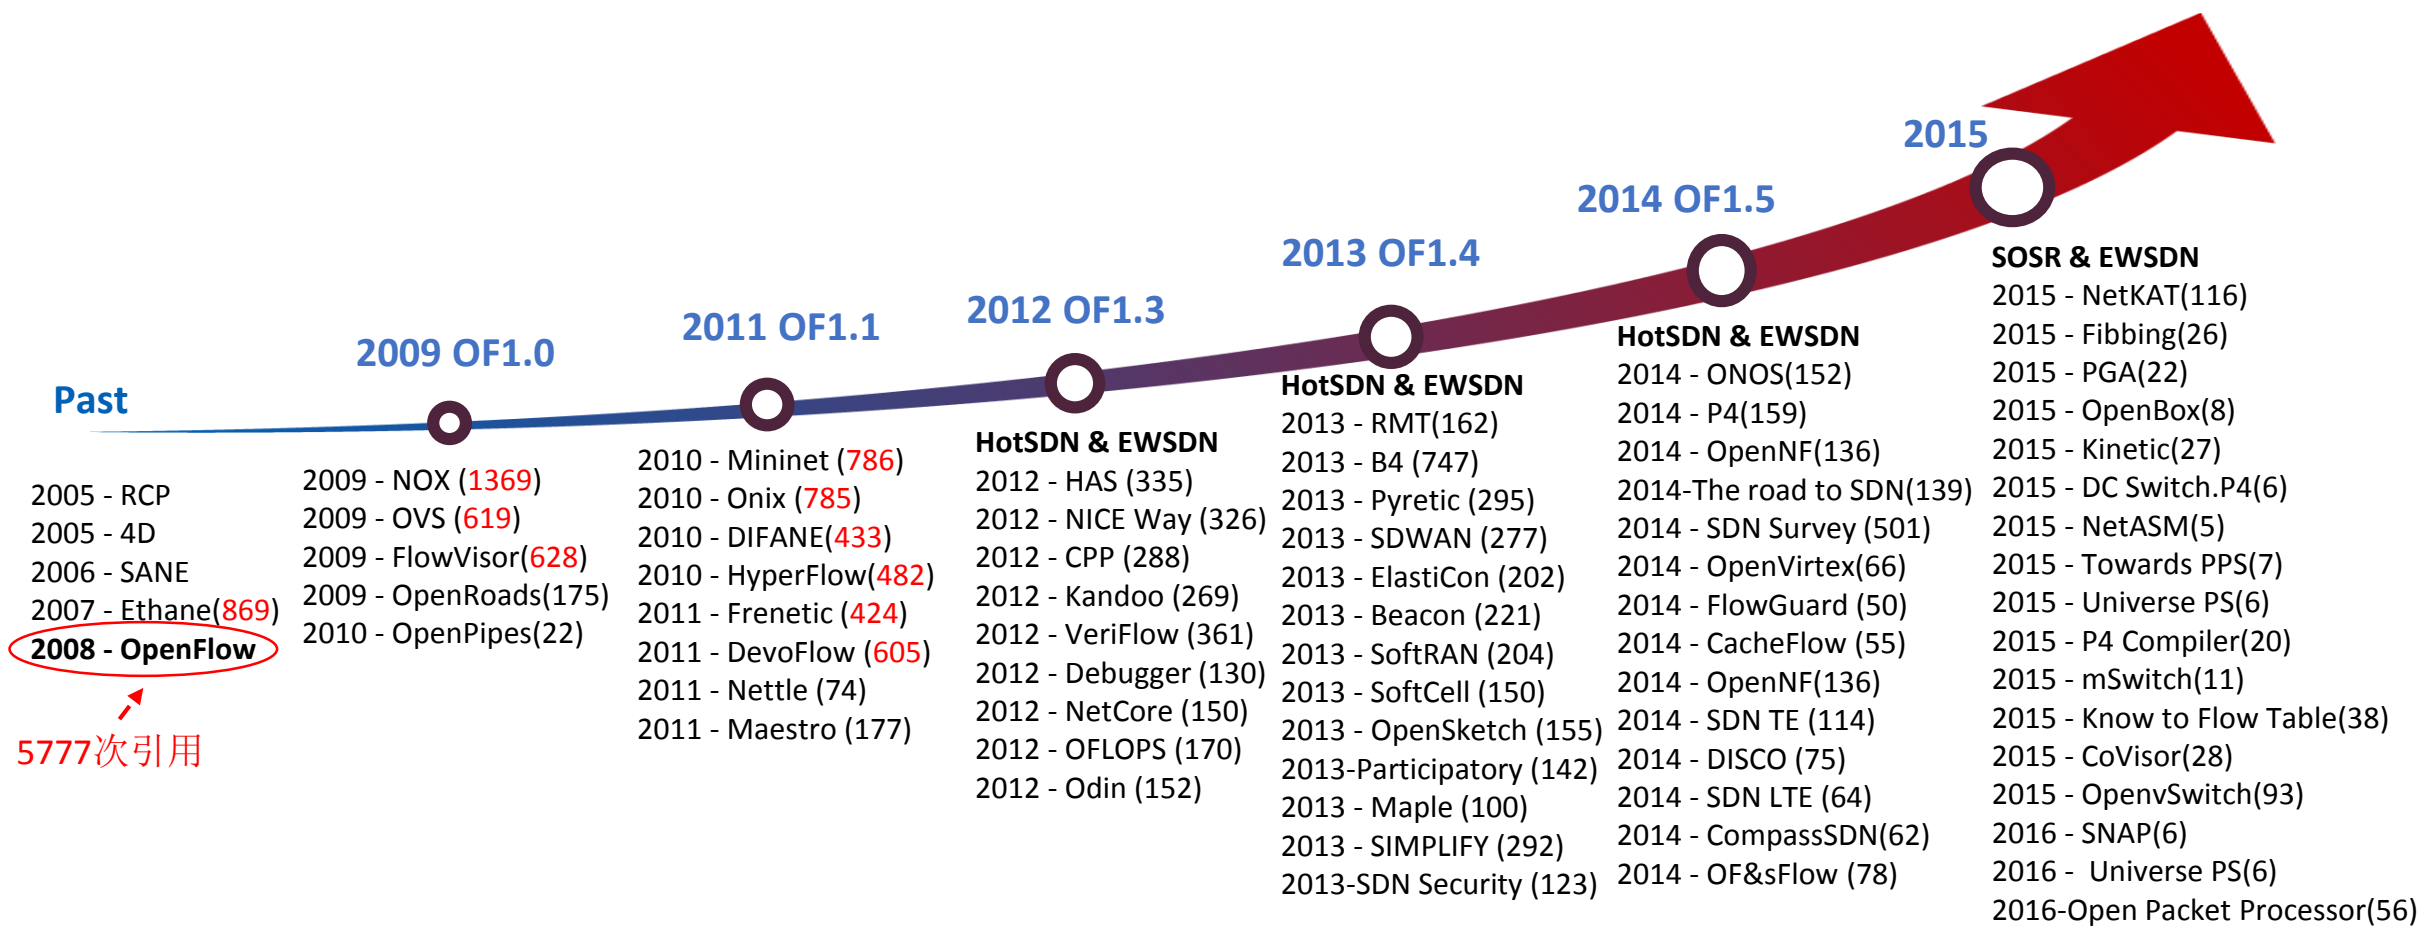 Past
2005 - RCP
2005 - 4D
2006 - SANE
2007 - Ethane(869)
2008 - OpenFlow
5777次引用
2009 OF1.0
2009 - NOX (1369)
2009 - OVS (619)
2009 - FlowVisor(628)
2009 - OpenRoads(175)
2010 - OpenPipes(22)
2011 OF1.1
2010 - Mininet (786)
2010 - Onix (785)
2010 - DIFANE(433)
2010 - HyperFlow(482)
2011 - Frenetic (424)
2011 - DevoFlow (605)
2011 - Nettle (74)
2011 - Maestro (177)
2012 OF1.3
HotSDN & EWSDN
2012 - HAS (335)
2012 - NICE Way (326)
2012 - CPP (288)
2012 - Kandoo (269)
2012 - VeriFlow (361)
2012 - Debugger (130)
2012 - NetCore (150)
2012 - OFLOPS (170)
2012 - Odin (152)
2013 OF1.4
HotSDN & EWSDN
2013 - RMT(162)
2013 - B4 (747)
2013 - Pyretic (295)
2013 - SDWAN (277)
2013 - ElastiCon (202)
2013 - Beacon (221)
2013 - SoftRAN (204)
2013 - SoftCell (150)
2013 - OpenSketch (155)
2013-Participatory (142)
2013 - Maple (100)
2013 - SIMPLIFY (292)
2013-SDN Security (123)
2014 OF1.5
HotSDN & EWSDN
2014 - ONOS(152)
2014 - P4(159)
2014 - OpenNF(136)
2014-The road to SDN(139)
2014 - SDN Survey (501)
2014 - OpenVirtex(66)
2014 - FlowGuard (50)
2014 - CacheFlow (55)
2014 - OpenNF(136)
2014 - SDN TE (114)
2014 - DISCO (75)
2014 - SDN LTE (64)
2014 - CompassSDN(62)
2014 - OF&sFlow (78)
2015
SOSR & EWSDN
2015 - NetKAT(116)
2015 - Fibbing(26)
2015 - PGA(22)
2015 - OpenBox(8)
2015 - Kinetic(27)
2015 - DC Switch.P4(6)
2015 - NetASM(5)
2015 - Towards PPS(7)
2015 - Universe PS(6)
2015 - P4 Compiler(20)
2015 - mSwitch(11)
2015 - Know to Flow Table(38)
2015 - CoVisor(28)
2015 - OpenvSwitch(93)
2016 - SNAP(6)
2016 - Universe PS(6)
2016-Open Packet Processor(56)